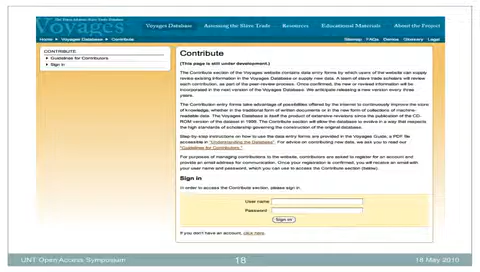 The Trans-Atlantic Slave Trade Database
Voyages
Voyages Database Assessing the Slave Trade Resources Educational Materials About the Project
Home Voyages Database Contribute
Sitemap FAQs Demos Glossary Legal
CONTRIBUTE
Guidelines for Contributors
Sign in
Contribute
(This page is still under development.)
The Contribute section of the Voyages website contains data entry forms by which users of the website can supply
revise existing information in the Voyages Database or supply new data. A team of slave trade scholars will review
each contribution, as part of the peer-review process. Once confirmed, the new or revised information will be
incorporated in the next version of the Voyages Database. We anticipate releasing a new version every three
years.
The Contribution entry forms take advantage of possibilities offered by the internet to continuously improve the state
of knowledge, whether in the traditional form of written documents or in the new form of collections of machine-
readable data. The Voyages Database is itself the product of extensive revisions since the publication of the CD-
ROM version of the dataset in 1999. The Contribute section will allow the database to evolve in a way that respects
the high standards of scholarship governing the construction of the original database.
Step-by-step instructions on how to use the data entry forms are provided in the Voyages Guide, a PDF file
accessible in "Understanding the Database". For advice on contributing new data, we ask you to read our
"Guidelines for Contributors."
For purposes of managing contributions to the website, contributors are asked to register for an account and
provide an email address for communication. Once your registration is confirmed, you will receive an email with
your user name and password, which you can use to access the Contribute section (below).
Sign in
In order to access the Contribute section, please sign in.
User name
Password
Sign in
If you don't have an account, click here.
UNT Open Access Symposium 18 18 May 2010